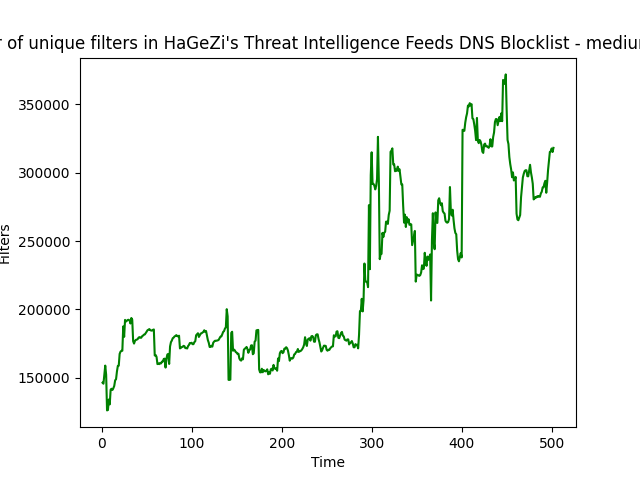 of unique filters in HaGeZi's Threat Intelligence Feeds DNS Blocklist - 
350000
300000
250000
200000
150000
Filters
0 100 200 300 400 500
Time